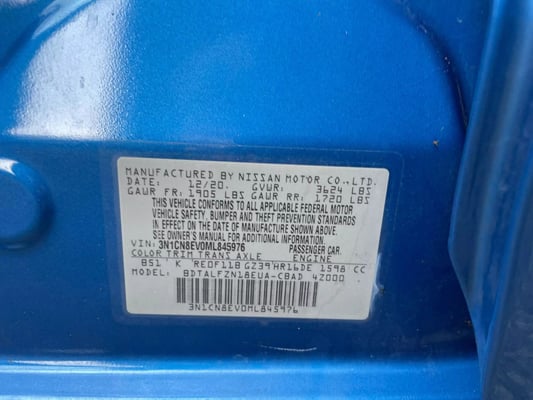 MANUFACTURED BY NISSAN MOTOR CO.,LTD.
DATE: 12/20. GVWR: 3624 LBS
GAWR FR: 1905 LBS GAWR RR: 1720 LBS
THIS VEHICLE CONFORMS TO ALL APPLICABLE FEDERAL MOTOR
VEHICLE SAFETY, BUMPER AND THEFT PREVENTION STANDARDS
IN EFFECT ON THE DATE OF MANUFACTURE SHOWN ABOVE.
SEE OWNER'S MANUAL FOR ADDITIONAL INFORMATION
VIN: 3N1CN8EV0ML845976 PASSENGER CAR.
COLOR TRIM TRANS AXLE ENGINE
B51 K RE0F11B GZ39 HR16DE 1598 CC
MODEL: BDTALFZN18EUA-CBAD 42000
3N1CN8EV0ML845976